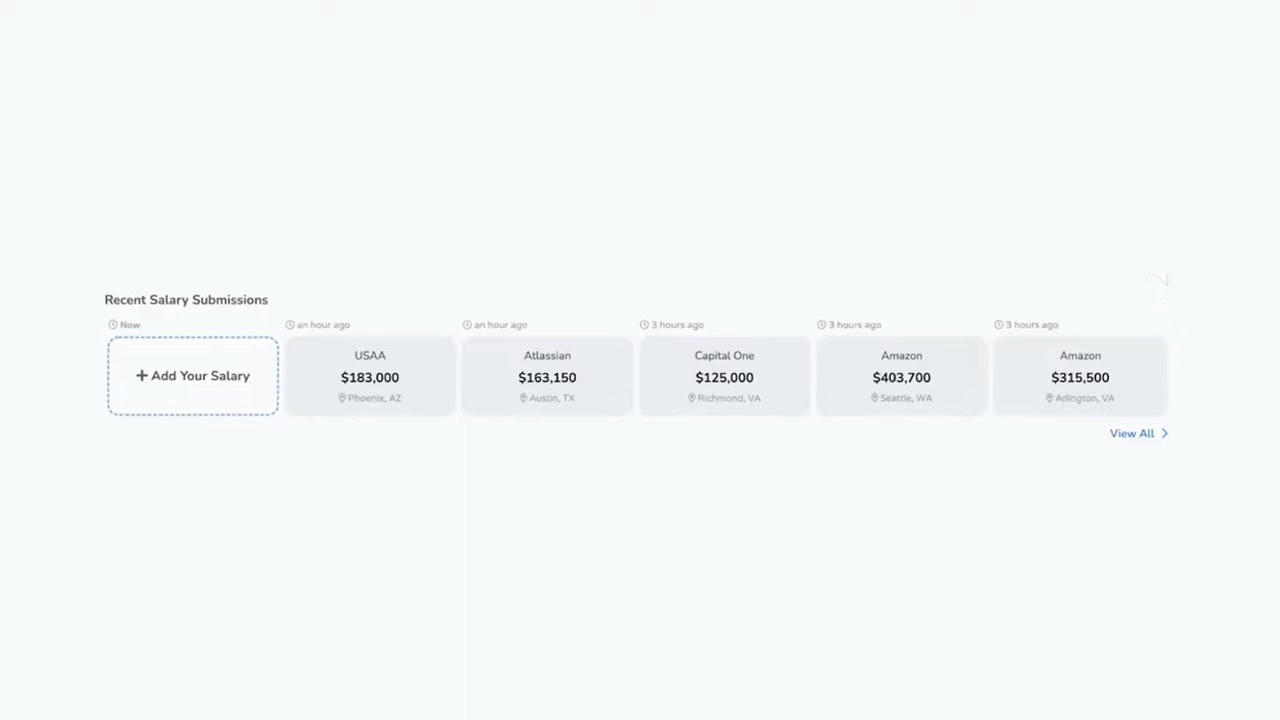 Recent Salary Submissions
Now
an hour ago
an hour ago
3 hours ago
3 hours ago
3 hours ago
+ Add Your Salary
USAA
$183,000
Phoenix, AZ
Atlassian
$163,150
Austin, TX
Capital One
$125,000
Richmond, VA
Amazon
$403,700
Seattle, WA
Amazon
$315,500
Arlington, VA
View All >